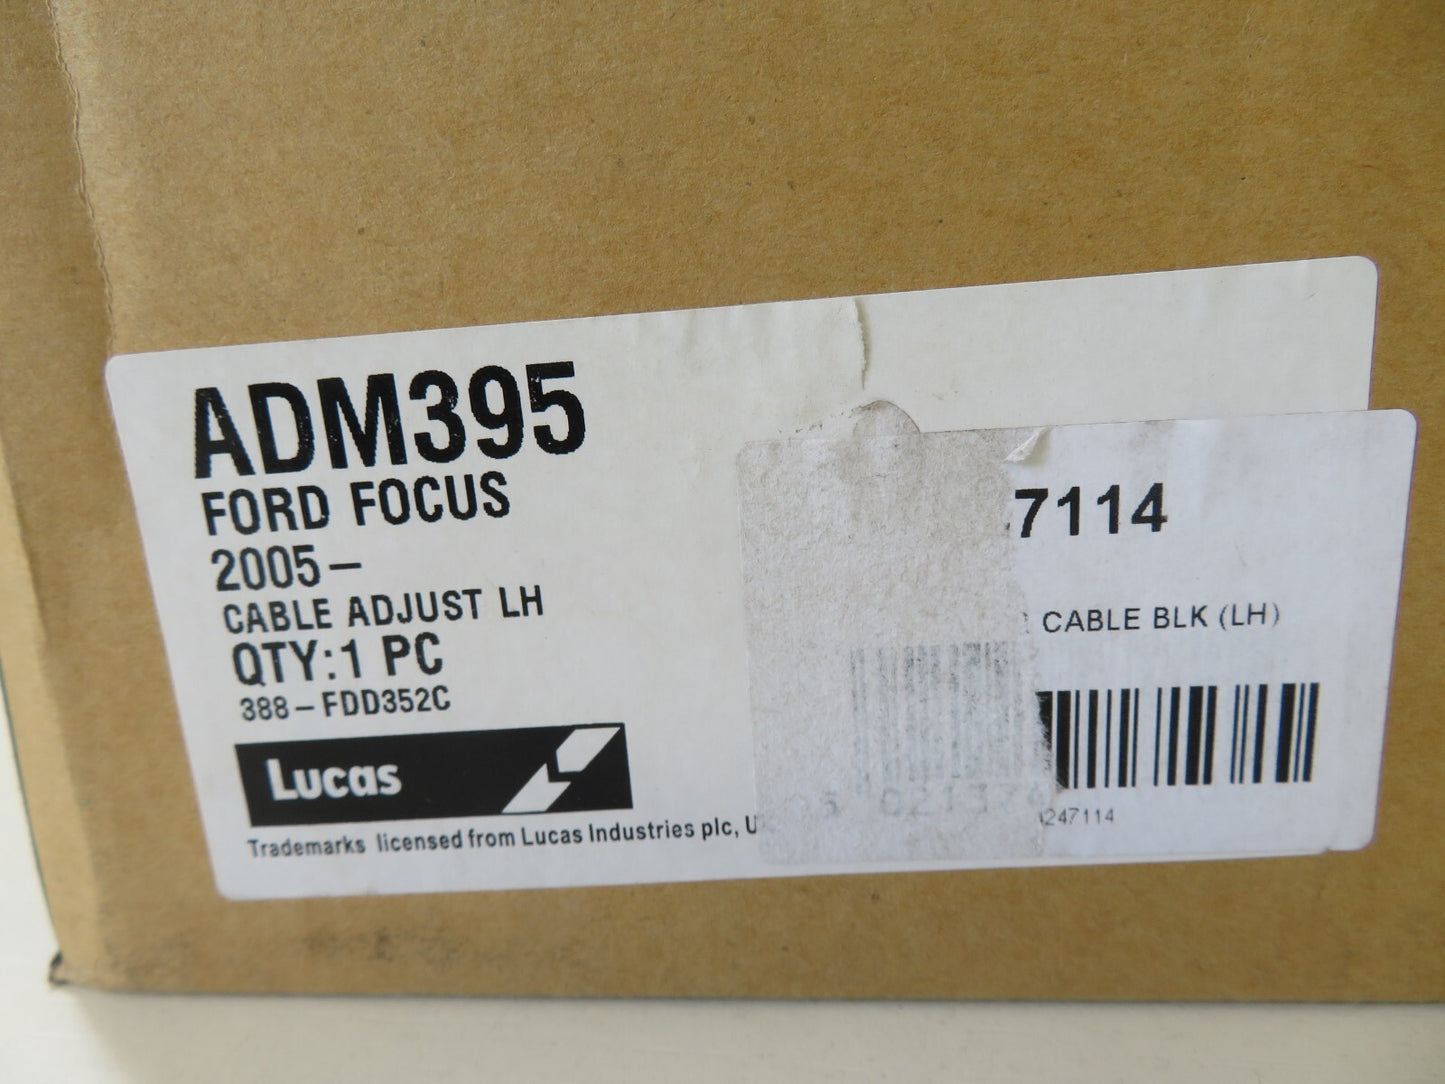 ADM395
FORD FOCUS
2005-
CABLE ADJUST LH
QTY:1 PC
388-FDD352C
Lucas
Trademarks licensed from Lucas Industries plc, U
7114
CABLE BLK (LH)
247114